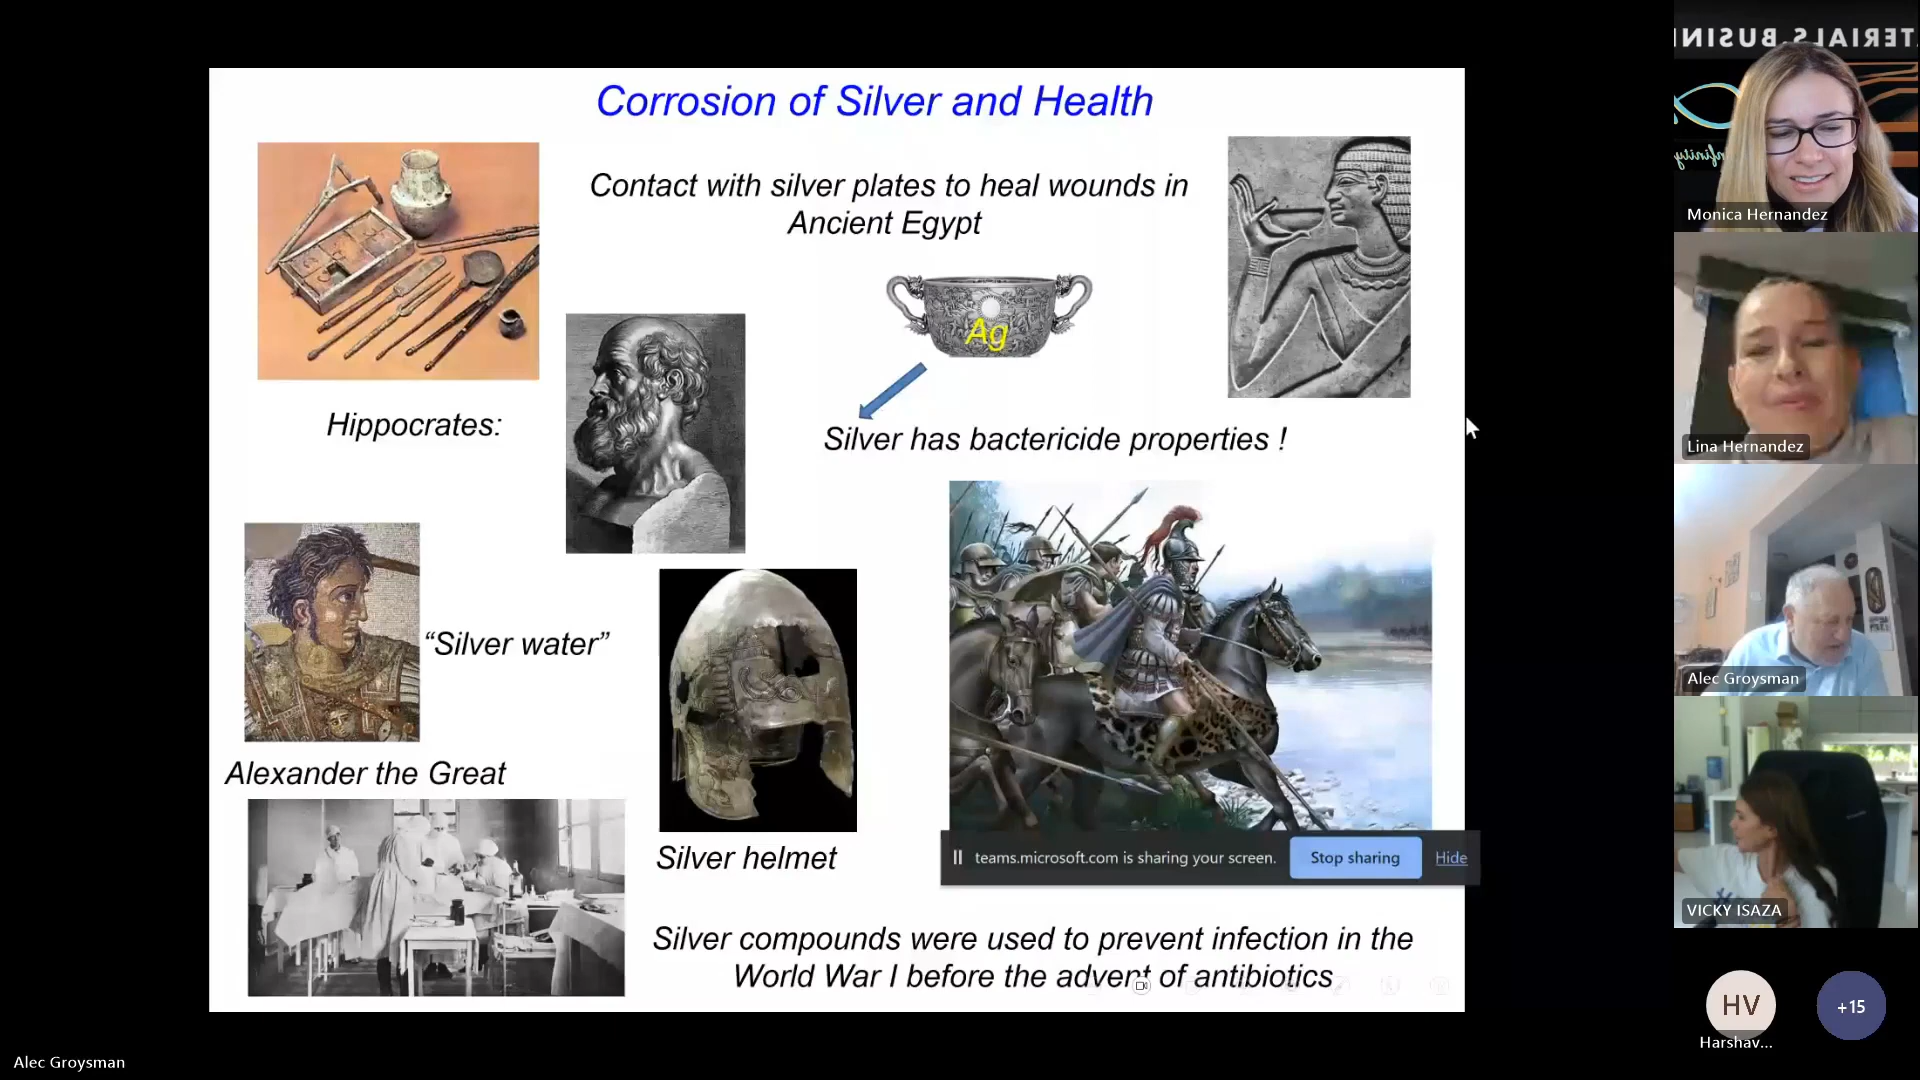 Corrosion of Silver and Health
Contact with silver plates to heal wounds in
Ancient Egypt
Ag
Hippocrates:
Silver has bactericide properties !
“Silver water”
Alexander the Great
Silver helmet
teams.microsoft.com is sharing your screen.
Stop sharing
Hide
Silver compounds were used to prevent infection in the
World War I before the advent of antibiotics
Alec Groysman
Monica Hernandez
Lina Hernandez
Alec Groysman
VICKY ISAZA
HV
Harshav...
+15